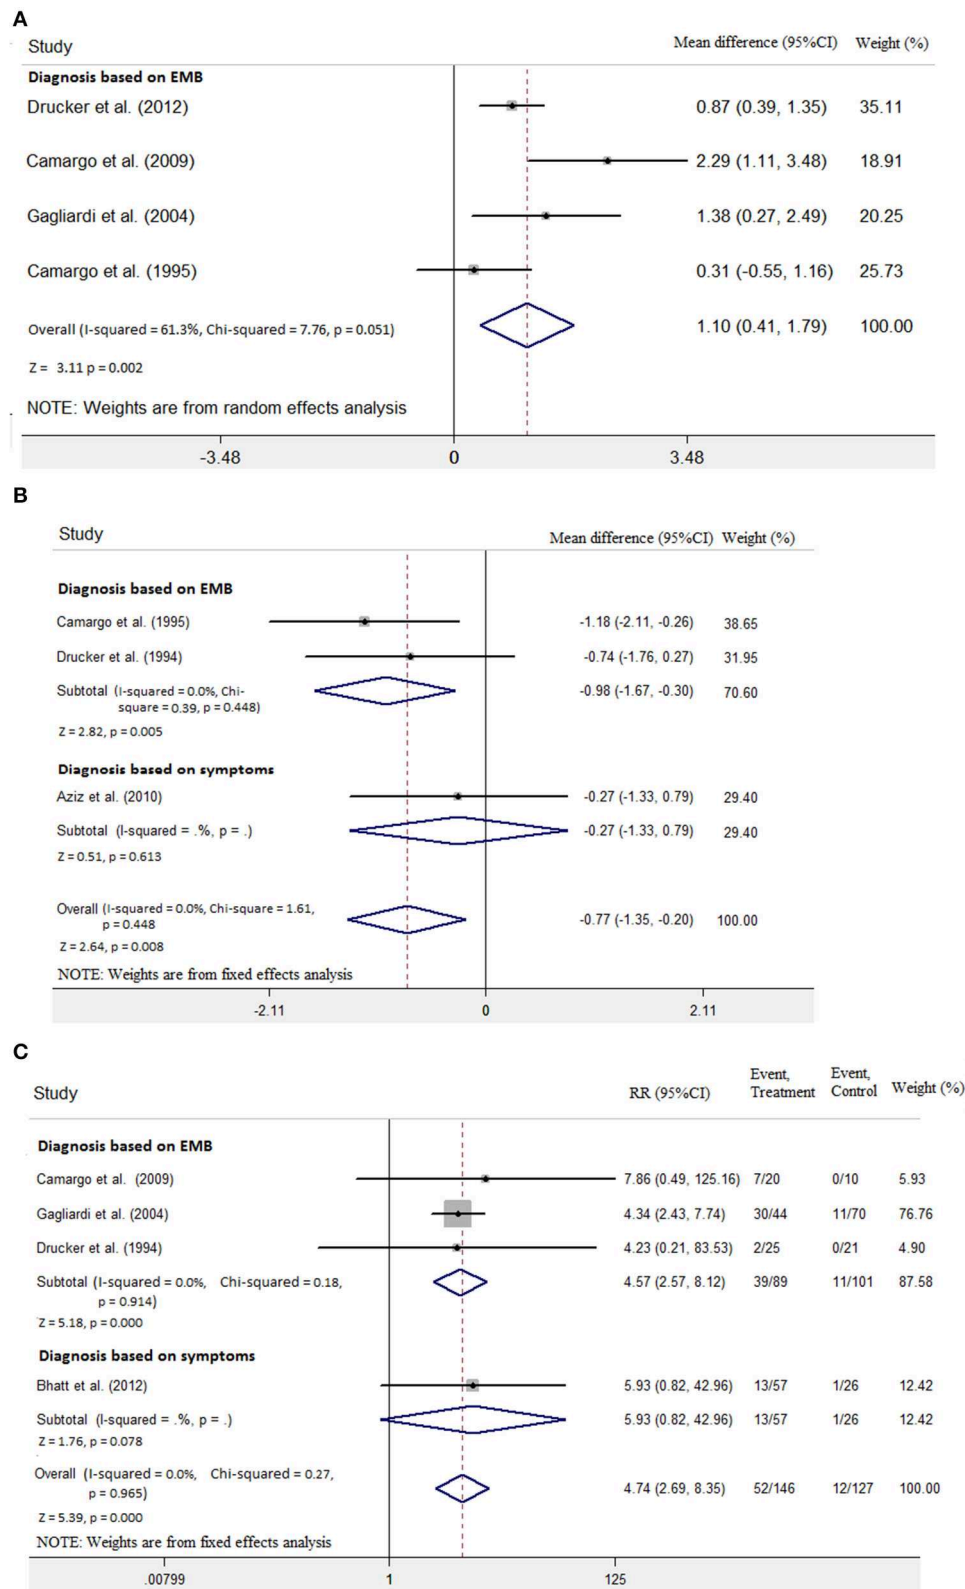 A
Study Mean difference (95%CI) Weight (%)
Diagnosis based on EMB
Drucker et al. (2012) 0.87 (0.39, 1.35) 35.11
Camargo et al. (2009) 2.29 (1.11, 3.48) 18.91
Gagliardi et al. (2004) 1.38 (0.27, 2.49) 20.25
Camargo et al. (1995) 0.31 (-0.55, 1.16) 25.73
Overall (I-squared = 61.3%, Chi-squared = 7.76, p = 0.051) 1.10 (0.41, 1.79) 100.00
Z = 3.11 p = 0.002
NOTE: Weights are from random effects analysis
-3.48 0 3.48
B
Study Mean difference (95%CI) Weight (%)
Diagnosis based on EMB
Camargo et al. (1995) -1.18 (-2.11, -0.26) 38.65
Drucker et al. (1994) -0.74 (-1.76, 0.27) 31.95
Subtotal (I-squared = 0.0%, Chi- -0.98 (-1.67, -0.30) 70.60
square = 0.39, p = 0.448)
Z = 2.82, p = 0.005
Diagnosis based on symptoms
Aziz et al. (2010) -0.27 (-1.33, 0.79) 29.40
Subtotal (I-squared = .%, p = .) -0.27 (-1.33, 0.79) 29.40
Z = 0.51, p = 0.613
Overall (I-squared = 0.0%, Chi-square = 1.61, -0.77 (-1.35, -0.20) 100.00
p = 0.448
Z = 2.64, p = 0.008
NOTE: Weights are from fixed effects analysis
-2.11 0 2.11
C
Study RR (95%CI) Event, Treatment Event, Control Weight (%)
Diagnosis based on EMB
Camargo et al. (2009) 7.86 (0.49, 125.16) 7/20 0/10 5.93
Gagliardi et al. (2004) 4.34 (2.43, 7.74) 30/44 11/70 76.76
Drucker et al. (1994) 4.23 (0.21, 83.53) 2/25 0/21 4.90
Subtotal (I-squared = 0.0%, Chi-squared = 0.18, 4.57 (2.57, 8.12) 39/89 11/101 87.58
p = 0.914)
Z = 5.18, p = 0.000
Diagnosis based on symptoms
Bhatt et al. (2012) 5.93 (0.82, 42.96) 13/57 1/26 12.42
Subtotal (I-squared = .%, p = .) 5.93 (0.82, 42.96) 13/57 1/26 12.42
Z = 1.76, p = 0.078
Overall (I-squared = 0.0%, Chi-squared = 0.27, 4.74 (2.69, 8.35) 52/146 12/127 100.00
p = 0.965)
Z = 5.39, p = 0.000
NOTE: Weights are from fixed effects analysis
.00799 1 125